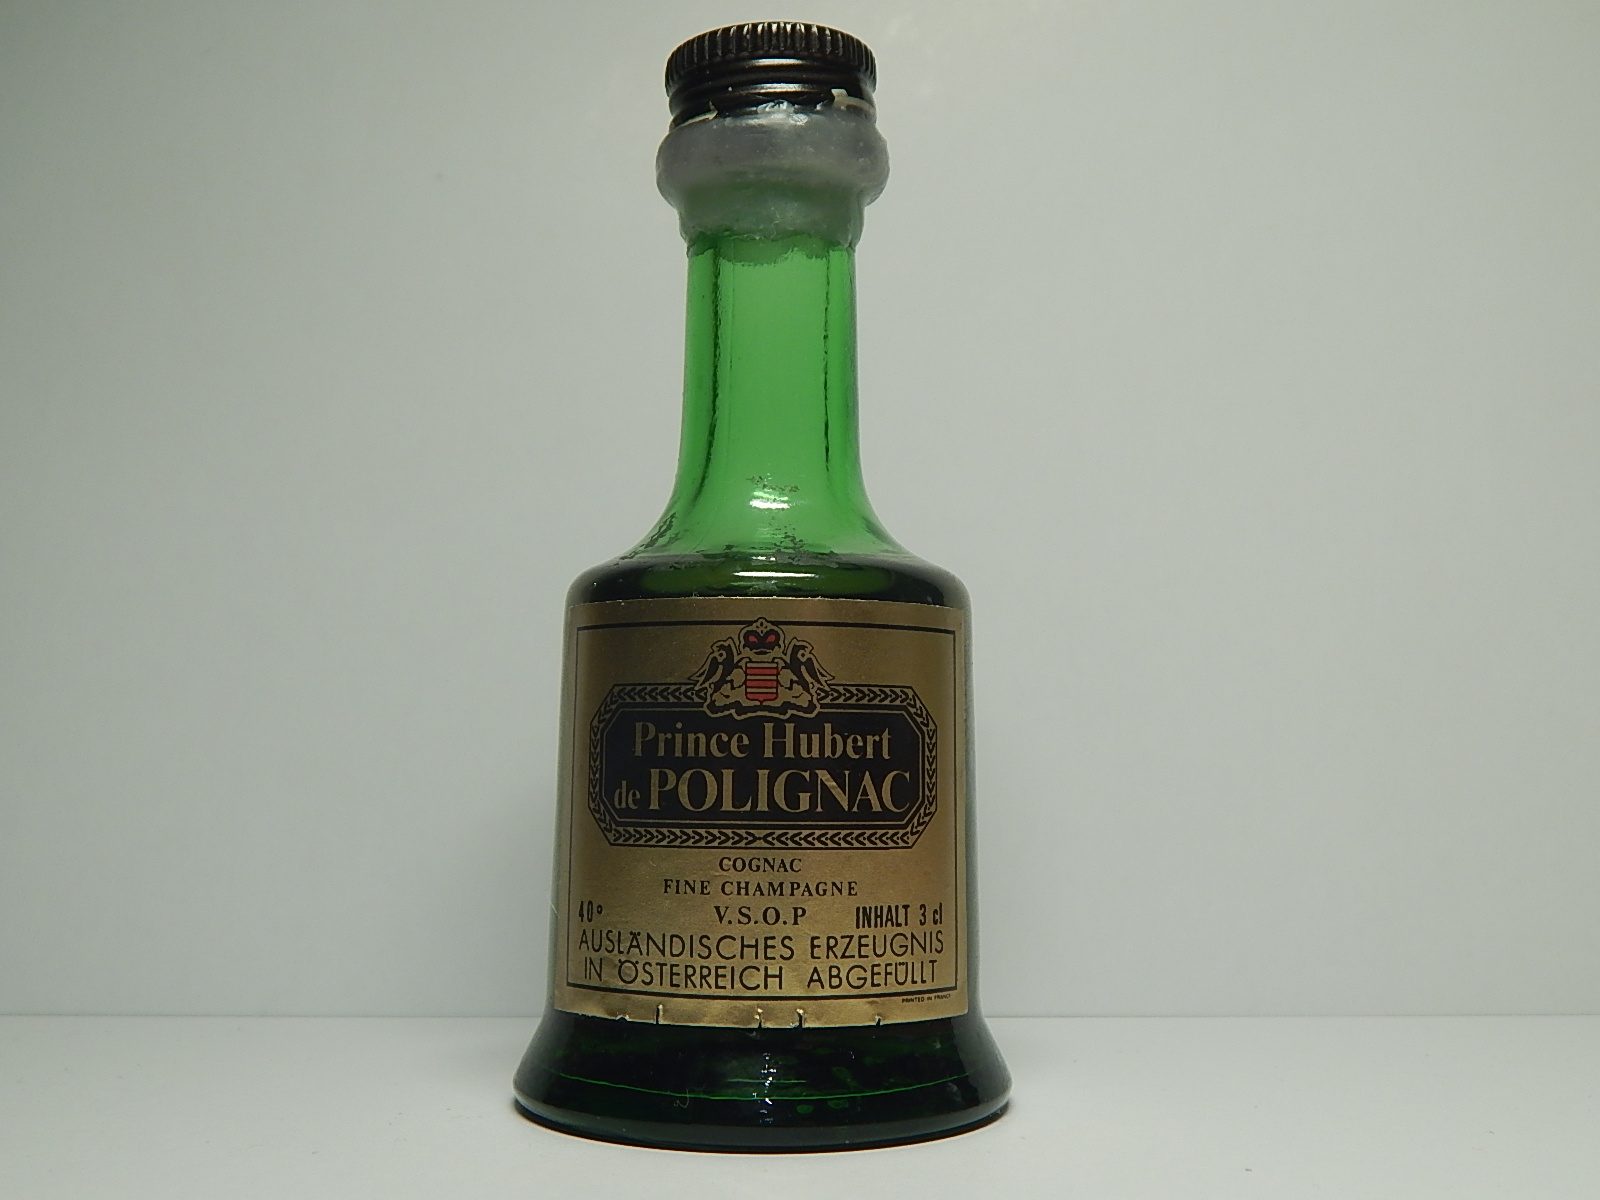 Prince Hubert
de POLIGNAC
COGNAC
FINE CHAMPAGNE
40° V.S.O.P INHALT 3 cl
AUSLÄNDISCHES ERZEUGNIS
IN ÖSTERREICH ABGEFÜLLT
PRINTED IN FRANCE